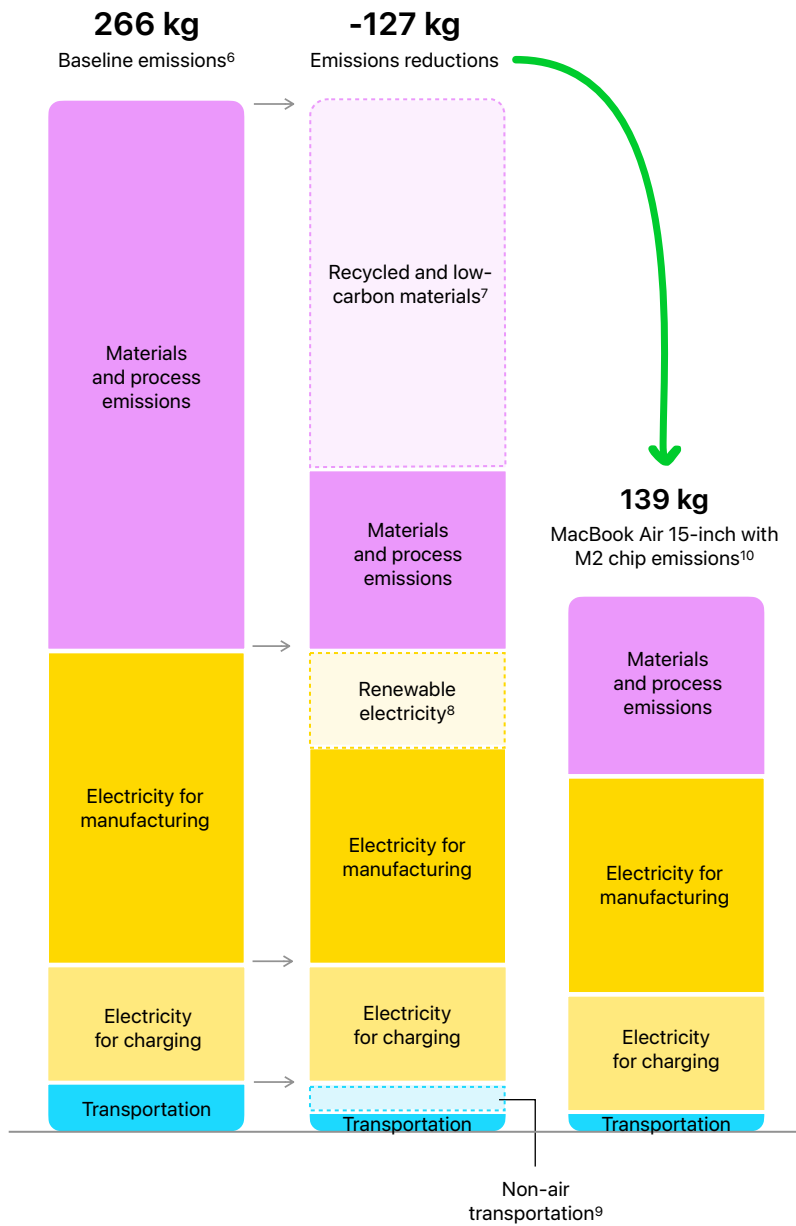 266 kg
Baseline emissions⁶
-127 kg
Emissions reductions
Materials
and process
emissions
Electricity for
manufacturing
Electricity
for charging
Transportation
Recycled and low-
carbon materials⁷
Materials
and process
emissions
Renewable
electricity⁸
Electricity for
manufacturing
Electricity
for charging
Transportation
Non-air
transportation⁹
139 kg
MacBook Air 15-inch with
M2 chip emissions¹⁰
Materials
and process
emissions
Electricity for
manufacturing
Electricity
for charging
Transportation